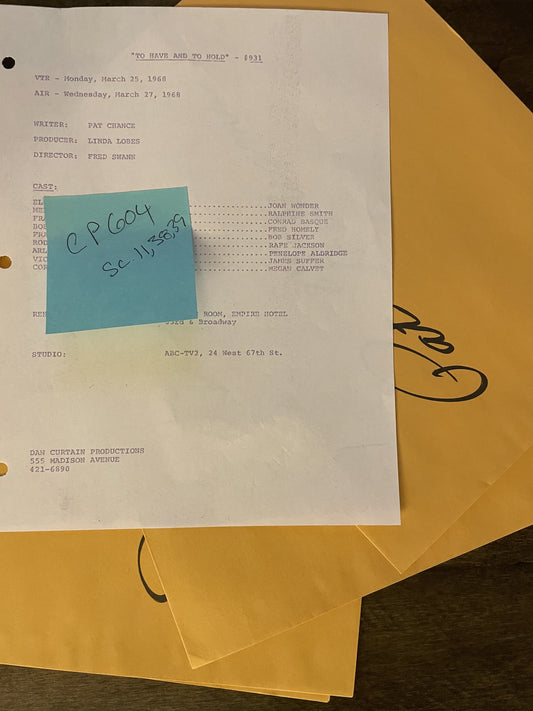 "TO HAVE AND TO HOLD" - #931
VTR - Monday, March 25, 1968
AIR - Wednesday, March 27, 1968
WRITER: PAT CHANCE
PRODUCER: LINDA LOBES
DIRECTOR: FRED SWANN
CAST:
JOAN WONDER
RALPHINE SMITH
CONRAD BASQUE
FRED HOMELY
BOB SILVER
RAFE JACKSON
PENELOPE ALDRIDGE
JAMES SUFFER
MEGAN CALVET
CP604
SC-11,38,39
ROOM, EMPIRE HOTEL
& Broadway
STUDIO: ABC-TV2, 24 West 67th St.
DAN CURTAIN PRODUCTIONS
555 MADISON AVENUE
421-6890